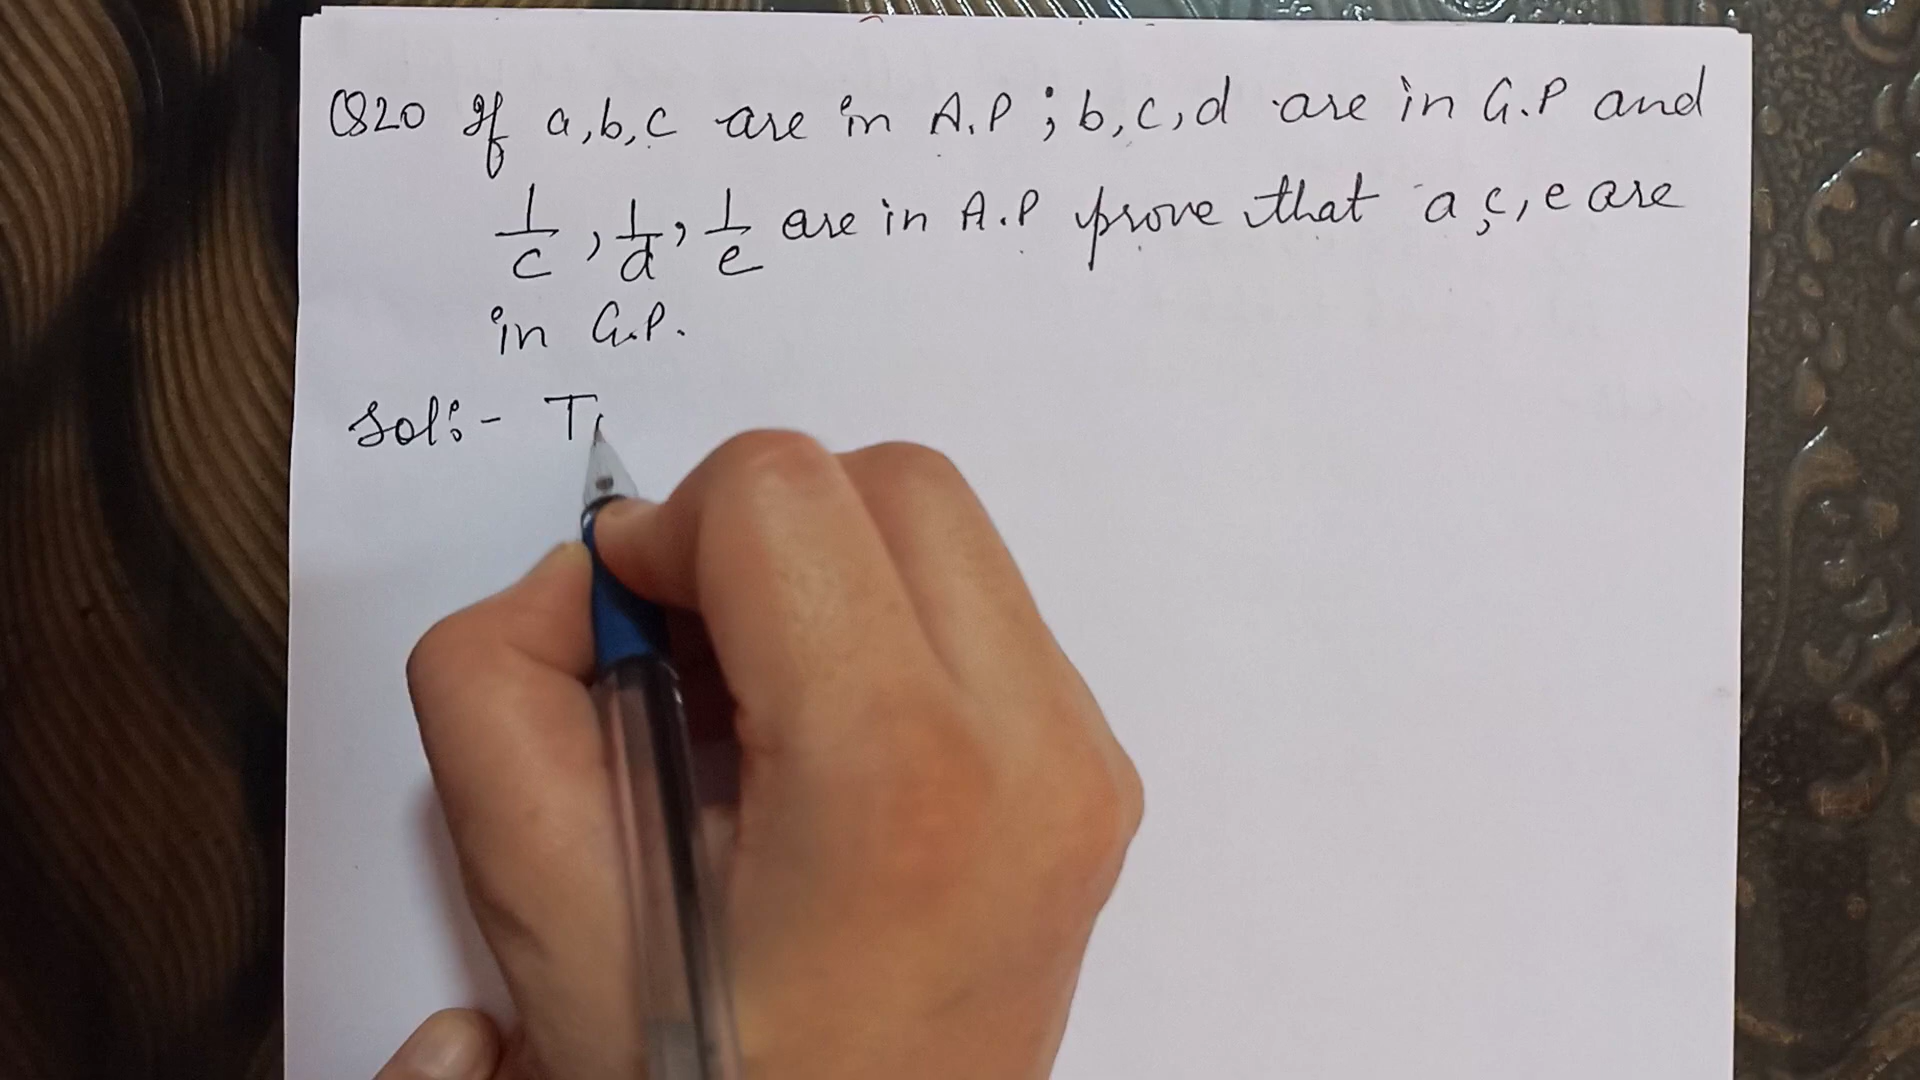 Q20 If a,b,c are in A.P ; b,c,d are in G.P and
1/c , 1/d , 1/e are in A.P prove that a c, e are
in G.P.
Sol:- T